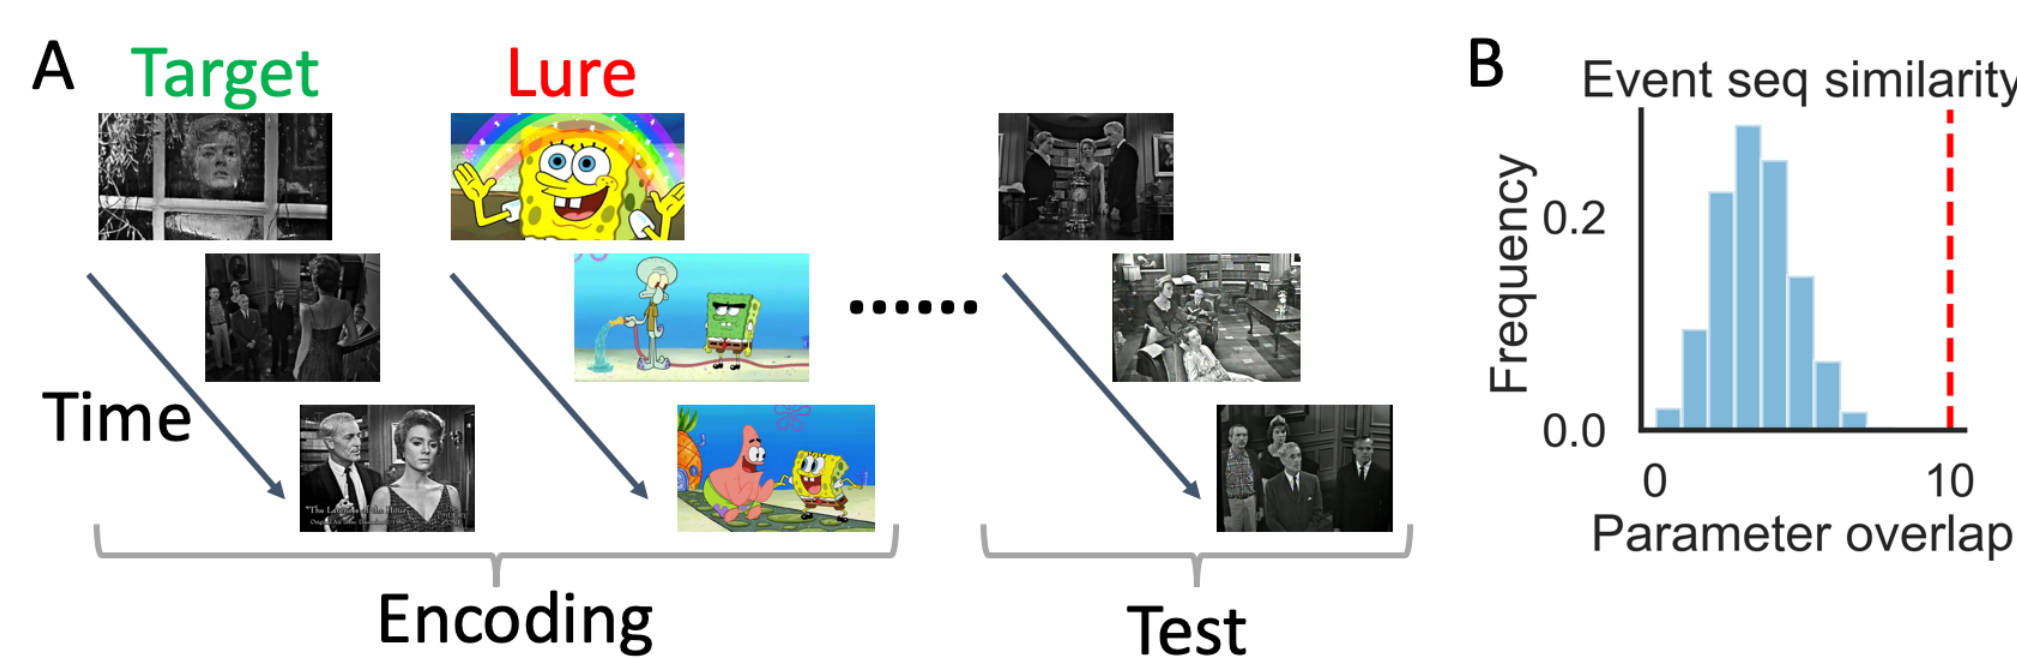 A
Target
Lure
Time
Encoding
Test
B
Event seq similarity
Frequency
0.2
0.0
0
10
Parameter overlap